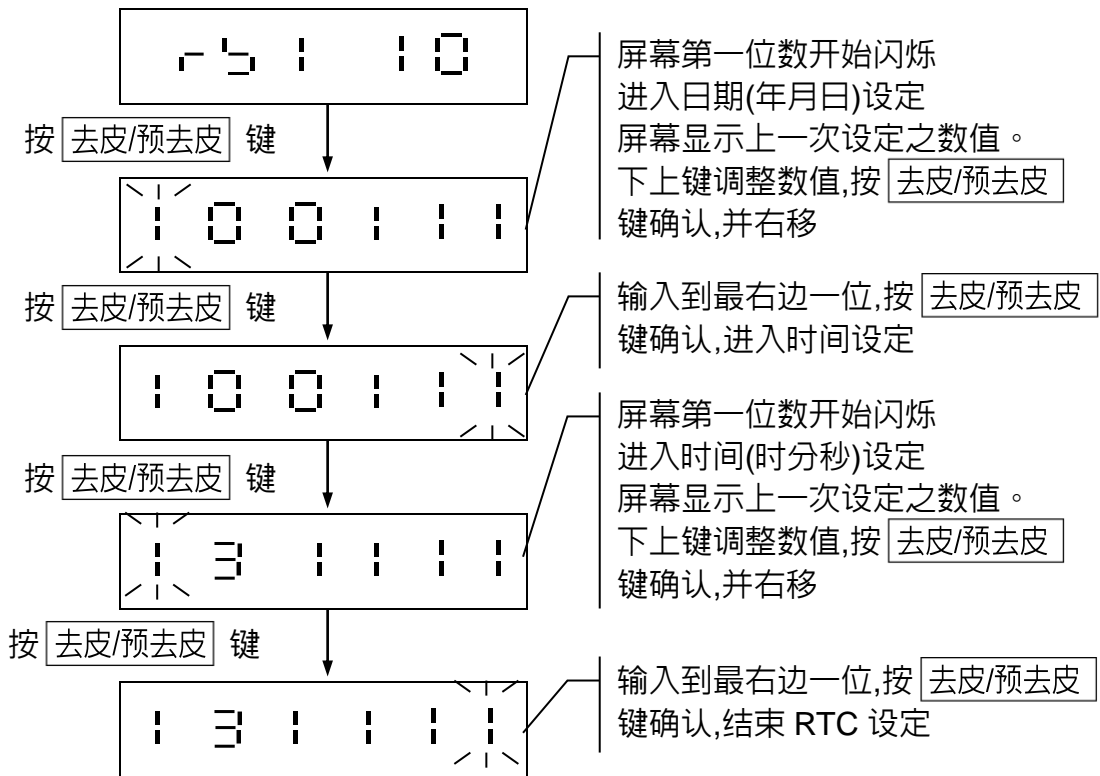 r51 10
屏幕第一位数开始闪烁
进入日期(年月日)设定
屏幕显示上一次设定之数值。
下上键调整数值,按 去皮/预去皮
键确认,并右移
按 去皮/预去皮 键
1 0 0 1 1 1
按 去皮/预去皮 键
输入到最右边一位,按 去皮/预去皮
键确认,进入时间设定
1 0 0 1 1 1
按 去皮/预去皮 键
屏幕第一位数开始闪烁
进入时间(时分秒)设定
屏幕显示上一次设定之数值。
下上键调整数值,按 去皮/预去皮
键确认,并右移
1 3 1 1 1 1
按 去皮/预去皮 键
输入到最右边一位,按 去皮/预去皮
键确认,结束 RTC 设定
1 3 1 1 1 1